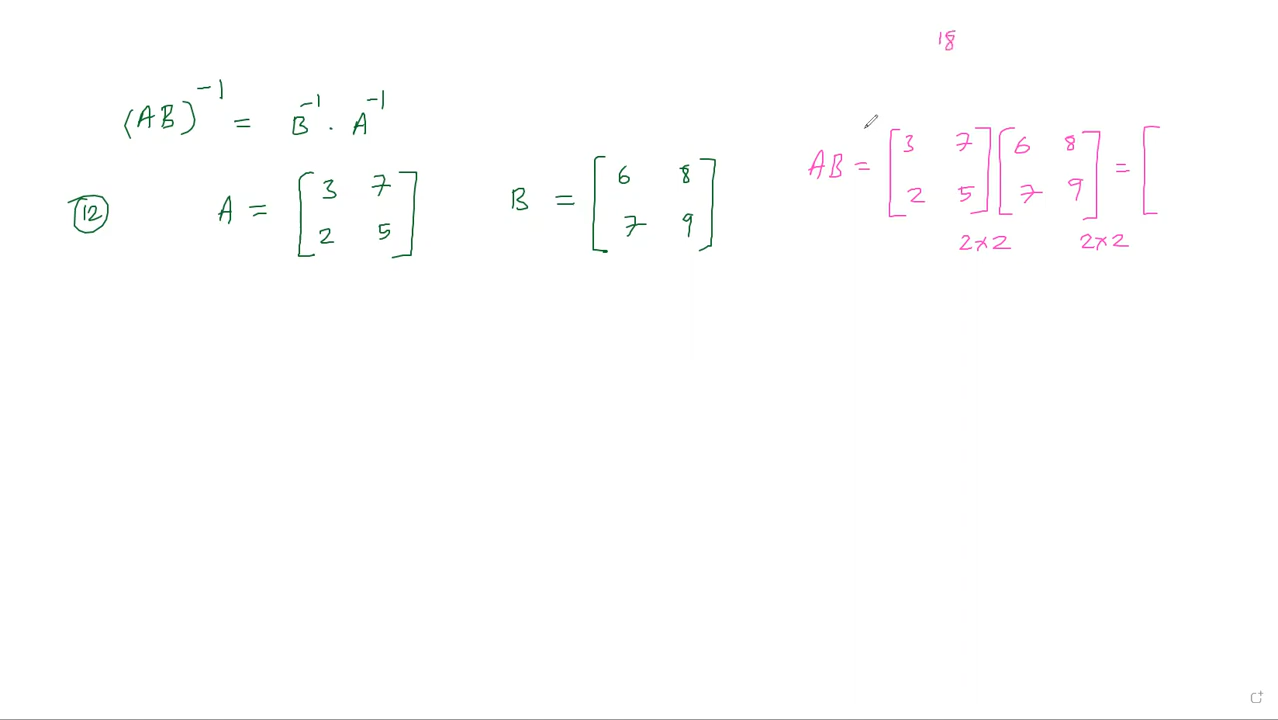 18
(AB)⁻¹ = B⁻¹ . A⁻¹
AB = [3 7 [6 8 = [
2 5] 7 9]
2×2 2×2
12 A = [3 7 B = [6 8
2 5] 7 9]